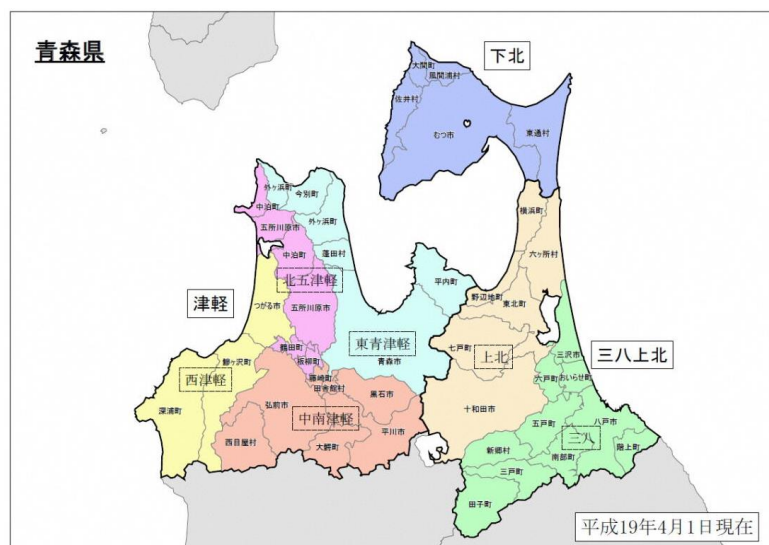 青森県
下北
大間町
風間浦村
佐井村
むつ市
東通村
外ヶ浜町
今別町
中泊町
五所川原市
外ヶ浜町
中泊町
蓬田村
横浜町
六ヶ所村
平内町
北五津軽
野辺地町
東北町
津軽
つがる市
五所川原市
東青津軽
青森市
七戸町
上北
三沢市
三八上北
鶴田町
板柳町
鰺ヶ沢町
西津軽
藤崎町
田舎館村
六戸町
おいらせ町
深浦町
弘前市
黒石市
中南津軽
十和田市
五戸町
八戸市
三八
階上町
西目屋村
大鰐町
平川市
新郷村
南部町
三戸町
田子町
平成19年4月1日現在